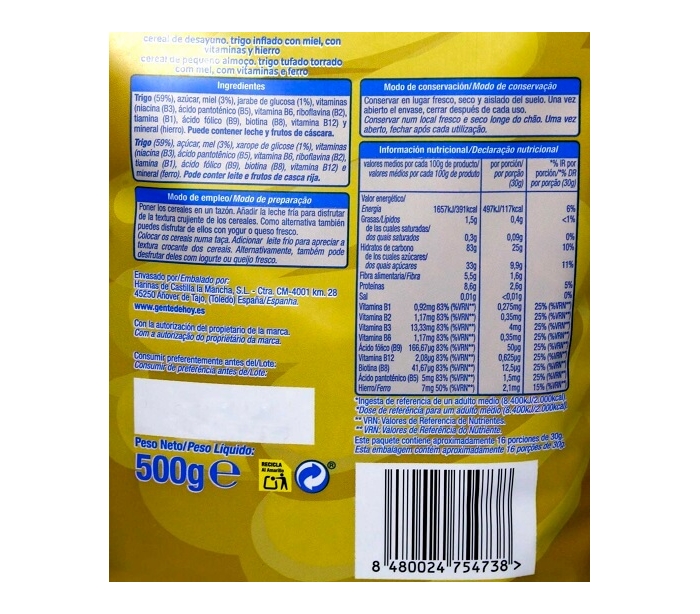 cereal de desayuno. trigo inflado con miel, con
vitaminas y hierro
cereal de pequeno almoço. trigo tufado torrado
com mel, com vitaminas e ferro
Ingredientes
Trigo (59%), azúcar, miel (3%), jarabe de glucosa (1%), vitaminas
(niacina (B3), ácido pantoténico (B5), vitamina B6, riboflavina (B2),
tiamina (B1), ácido fólico (B9), biotina (B8), vitamina B12) y
mineral (hierro). Puede contener leche y frutos de cáscara.
Trigo (59%), açúcar, mel (3%), xarope de glicose (1%), vitaminas
(niacina (B3), ácido pantoténico (B5), vitamina B6, riboflavina (B2),
tiamina (B1), ácido fólico (B9), biotina (B8), vitamina B12) e
mineral (ferro). Pode conter leite e frutos de casca rija.
Modo de empleo/Modo de preparação
Poner los cereales en un tazón. Añadir la leche fría para disfrutar
de la textura crujiente de los cereales. Como alternativa también
puedes disfrutar de ellos con yogur o queso fresco.
Colocar os cereais numa taça. Adicionar leite frio para apreciar a
textura crocante dos cereais. Alternativamente, também pode
desfrutar deles com iogurte ou queijo fresco.
Envasado por/Embalado por:
Harinas de Castilla la Mancha, S.L. - Ctra. CM-4001 km. 28
45250 Añover de Tajo, (Toledo) España/Espanha.
www.gentedehoy.es
Con la autorización del propietario de la marca.
Com a autorização do proprietário da marca.
Consumir preferentemente antes del/Lote:
Consumir de preferência antes de/Lote:
Peso Neto/Peso Líquido:
500g e
RECICLA
Al Amarillo
®
Modo de conservación/Modo de conservação
Conservar en lugar fresco, seco y aislado del suelo. Una vez
abierto el envase, cerrar después de cada uso.
Conservar num local fresco e seco longe do chão. Uma vez
aberto, fechar após cada utilização.
Información nutricional/Declaração nutricional
valores medios por cada 100g de producto/ por porción/ *% IR por
valores médios por cada 100g de produto por porção porción/*% DR
(30g) por porção (30g)
Valor energético/
Energia 1657kJ/391kcal 497kJ/117kcal 6%
Grasas/Lípidos 1,5g 0,4g <1%
de las cuales saturadas/
dos quais saturados 0,3g 0,09g 0%
Hidratos de carbono 83g 25g 10%
de los cuales azúcares/
dos quais açúcares 33g 9,9g 11%
Fibra alimentaria/Fibra 5,5g 1,6g
Proteínas 8,6g 2,6g 5%
Sal 0,01g <0,01g 0%
Vitamina B1 0,92mg 83% (%VRN**) 0,275mg 25% (%VRN**)
Vitamina B2 1,17mg 83% (%VRN**) 0,35mg 25% (%VRN**)
Vitamina B3 13,33mg 83% (%VRN**) 4mg 25% (%VRN**)
Vitamina B6 1,17mg 83% (%VRN**) 0,35mg 25% (%VRN**)
Ácido fólico (B9) 166,67µg 83% (%VRN**) 50µg 25% (%VRN**)
Vitamina B12 2,08µg 83% (%VRN**) 0,625µg 25% (%VRN**)
Biotina (B8) 41,67µg 83% (%VRN**) 12,5µg 25% (%VRN**)
Ácido pantoténico (B5) 5mg 83% (%VRN**) 1,5mg 25% (%VRN**)
Hierro/Ferro 7mg 50% (%VRN**) 2,1mg 15% (%VRN**)
*Ingesta de referencia de un adulto medio (8.400kJ/2.000kcal).
*Dose de referência para um adulto médio (8.400kJ/2.000kcal).
** VRN: Valores de Referencia de Nutrientes.
** VRN: Valores de Referência do Nutriente.
Este paquete contiene aproximadamente 16 porciones de 30g.
Esta embalagem contém aproximadamente 16 porções de 30g.
8 480024 754738 >